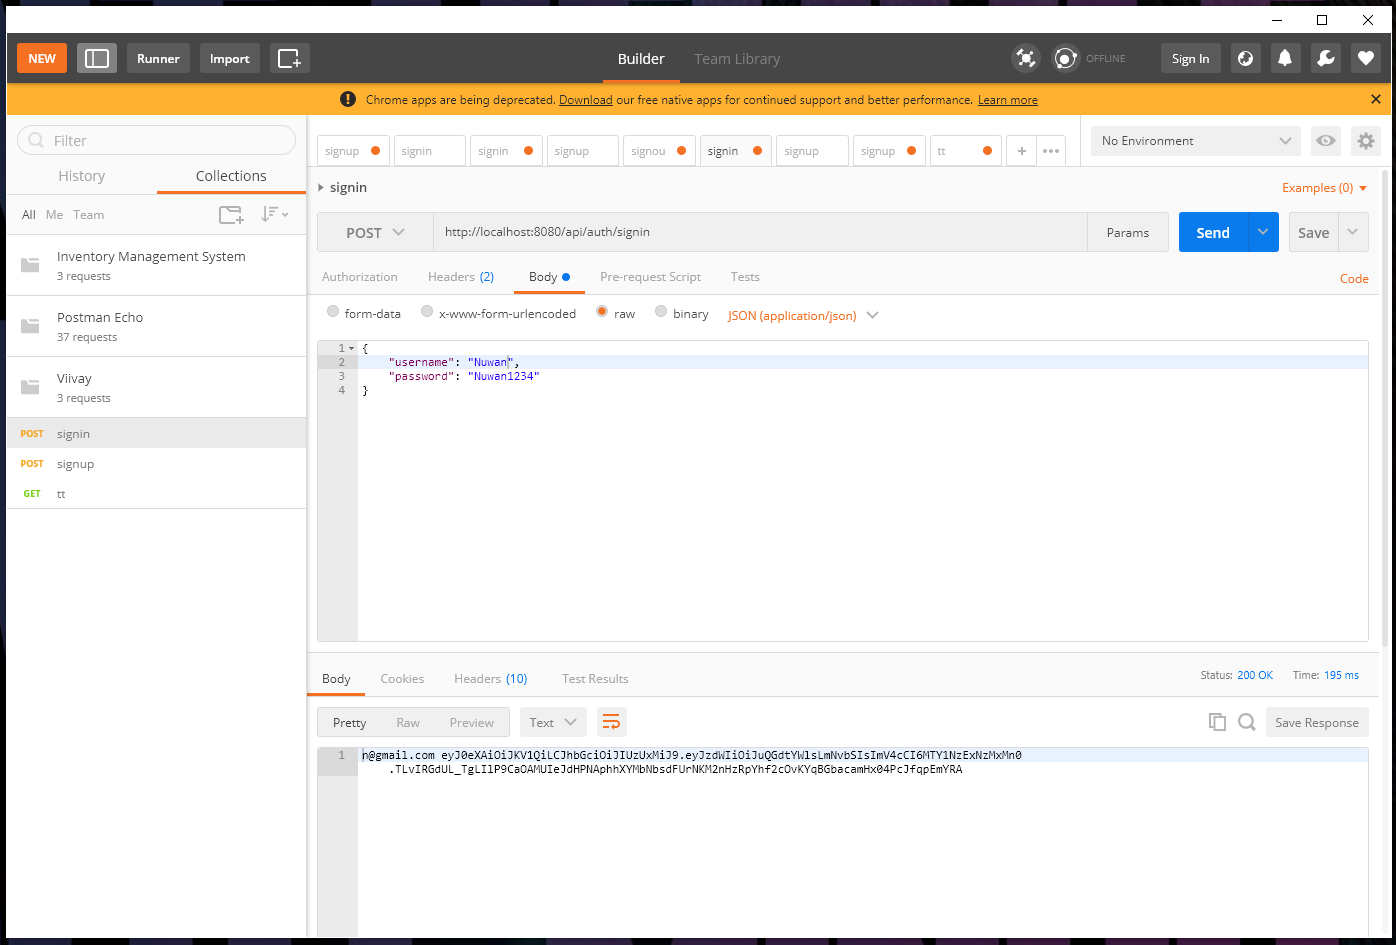 NEW Runner Import Builder Team Library OFFLINE Sign In
Chrome apps are being deprecated. Download our free native apps for continued support and better performance. Learn more
Filter
History Collections
All Me Team
Inventory Management System
3 requests
Postman Echo
37 requests
Viivay
3 requests
POST signin
POST signup
GET tt
signup signin signin signup signou signin signup signup tt + •••
No Environment
signin
Examples (0)
POST http://localhost:8080/api/auth/signin Params Send Save
Authorization Headers (2) Body Pre-request Script Tests Code
form-data x-www-form-urlencoded raw binary JSON (application/json)
1 {
2 "username": "Nuwan",
3 "password": "Nuwan1234"
4 }
Body Cookies Headers (10) Test Results Status: 200 OK Time: 195 ms
Pretty Raw Preview Text Save Response
1 n@gmail.com eyJ0eXAiOiJKV1QiLCJhbGciOiJIUzUxMiJ9.eyJzdWIiOiJuQGdtYWlsLmNvbSIsImV4cCI6MTY1NzExNzMxMn0
.TLvIRGdUL_TgLIlP9CaOAMUIeJdHPNAphhXYMbNbsdFUrNKM2nHzRpYhf2cOvKYqBGbacamHx04PcJfqpEmYRA